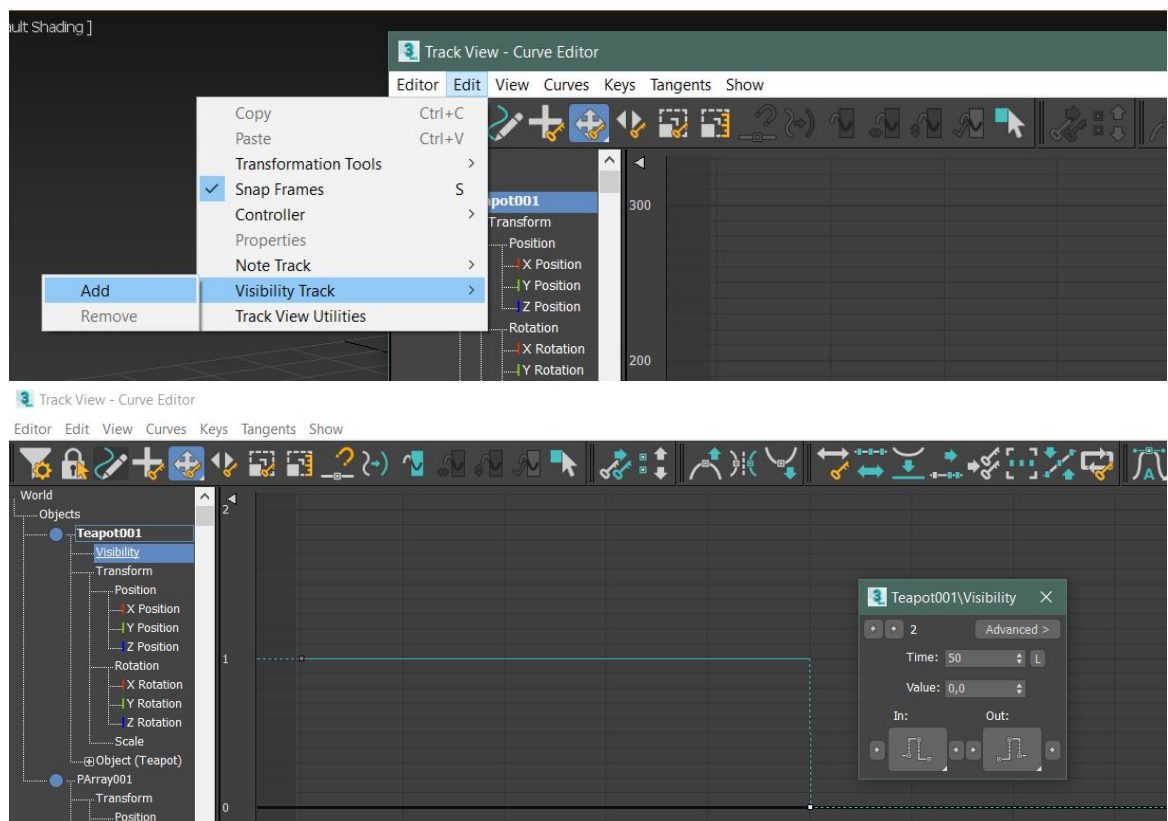 ult Shading ]
Track View - Curve Editor
Editor Edit View Curves Keys Tangents Show
Copy Ctrl+C
Paste Ctrl+V
Transformation Tools
Snap Frames S
Controller
Properties
Note Track
Visibility Track
Track View Utilities
Add
Remove
pot001
Transform
Position
X Position
Y Position
Z Position
Rotation
X Rotation
Y Rotation
300
200
Track View - Curve Editor
Editor Edit View Curves Keys Tangents Show
World
Objects
Teapot001
Visibility
Transform
Position
X Position
Y Position
Z Position
Rotation
X Rotation
Y Rotation
Z Rotation
Scale
Object (Teapot)
PArray001
Transform
Position
2
1
0
Teapot001\Visibility
2 Advanced >
Time: 50 L
Value: 0,0
In: Out: